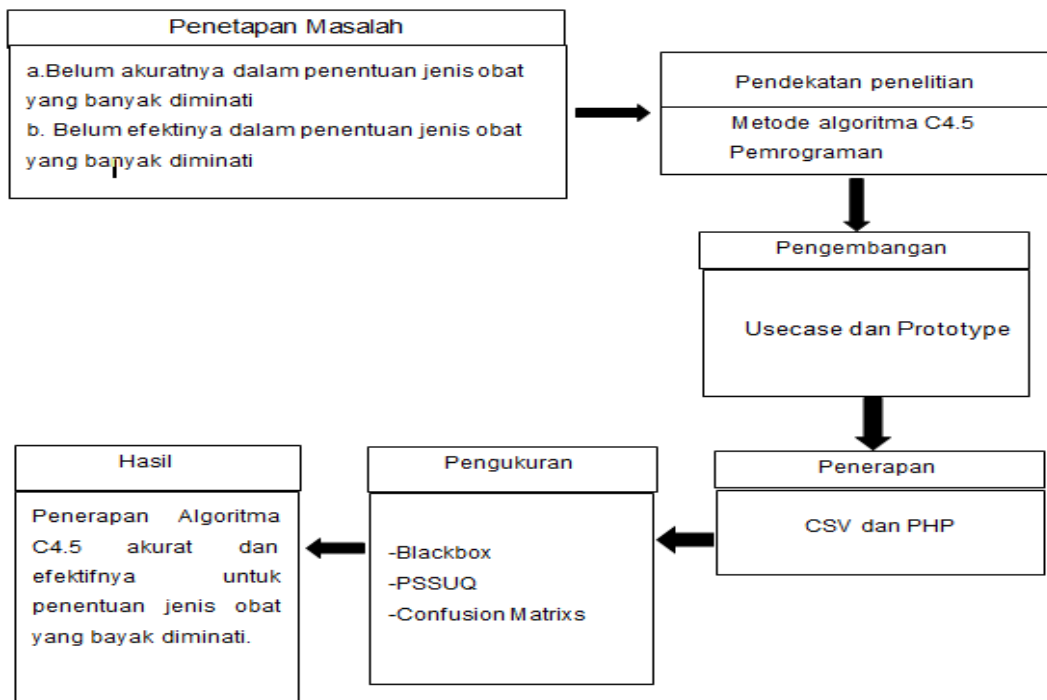 Penetapan Masalah
a.Belum akuratnya dalam penentuan jenis obat
yang banyak diminati
b. Belum efektinya dalam penentuan jenis obat
yang banyak diminati
Pendekatan penelitian
Metode algoritma C4.5
Pemrograman
Pengembangan
Usecase dan Prototype
Penerapan
CSV dan PHP
Pengukuran
-Blackbox
-PSSUQ
-Confusion Matrixs
Hasil
Penerapan Algoritma
C4.5 akurat dan
efektifnya untuk
penentuan jenis obat
yang bayak diminati.